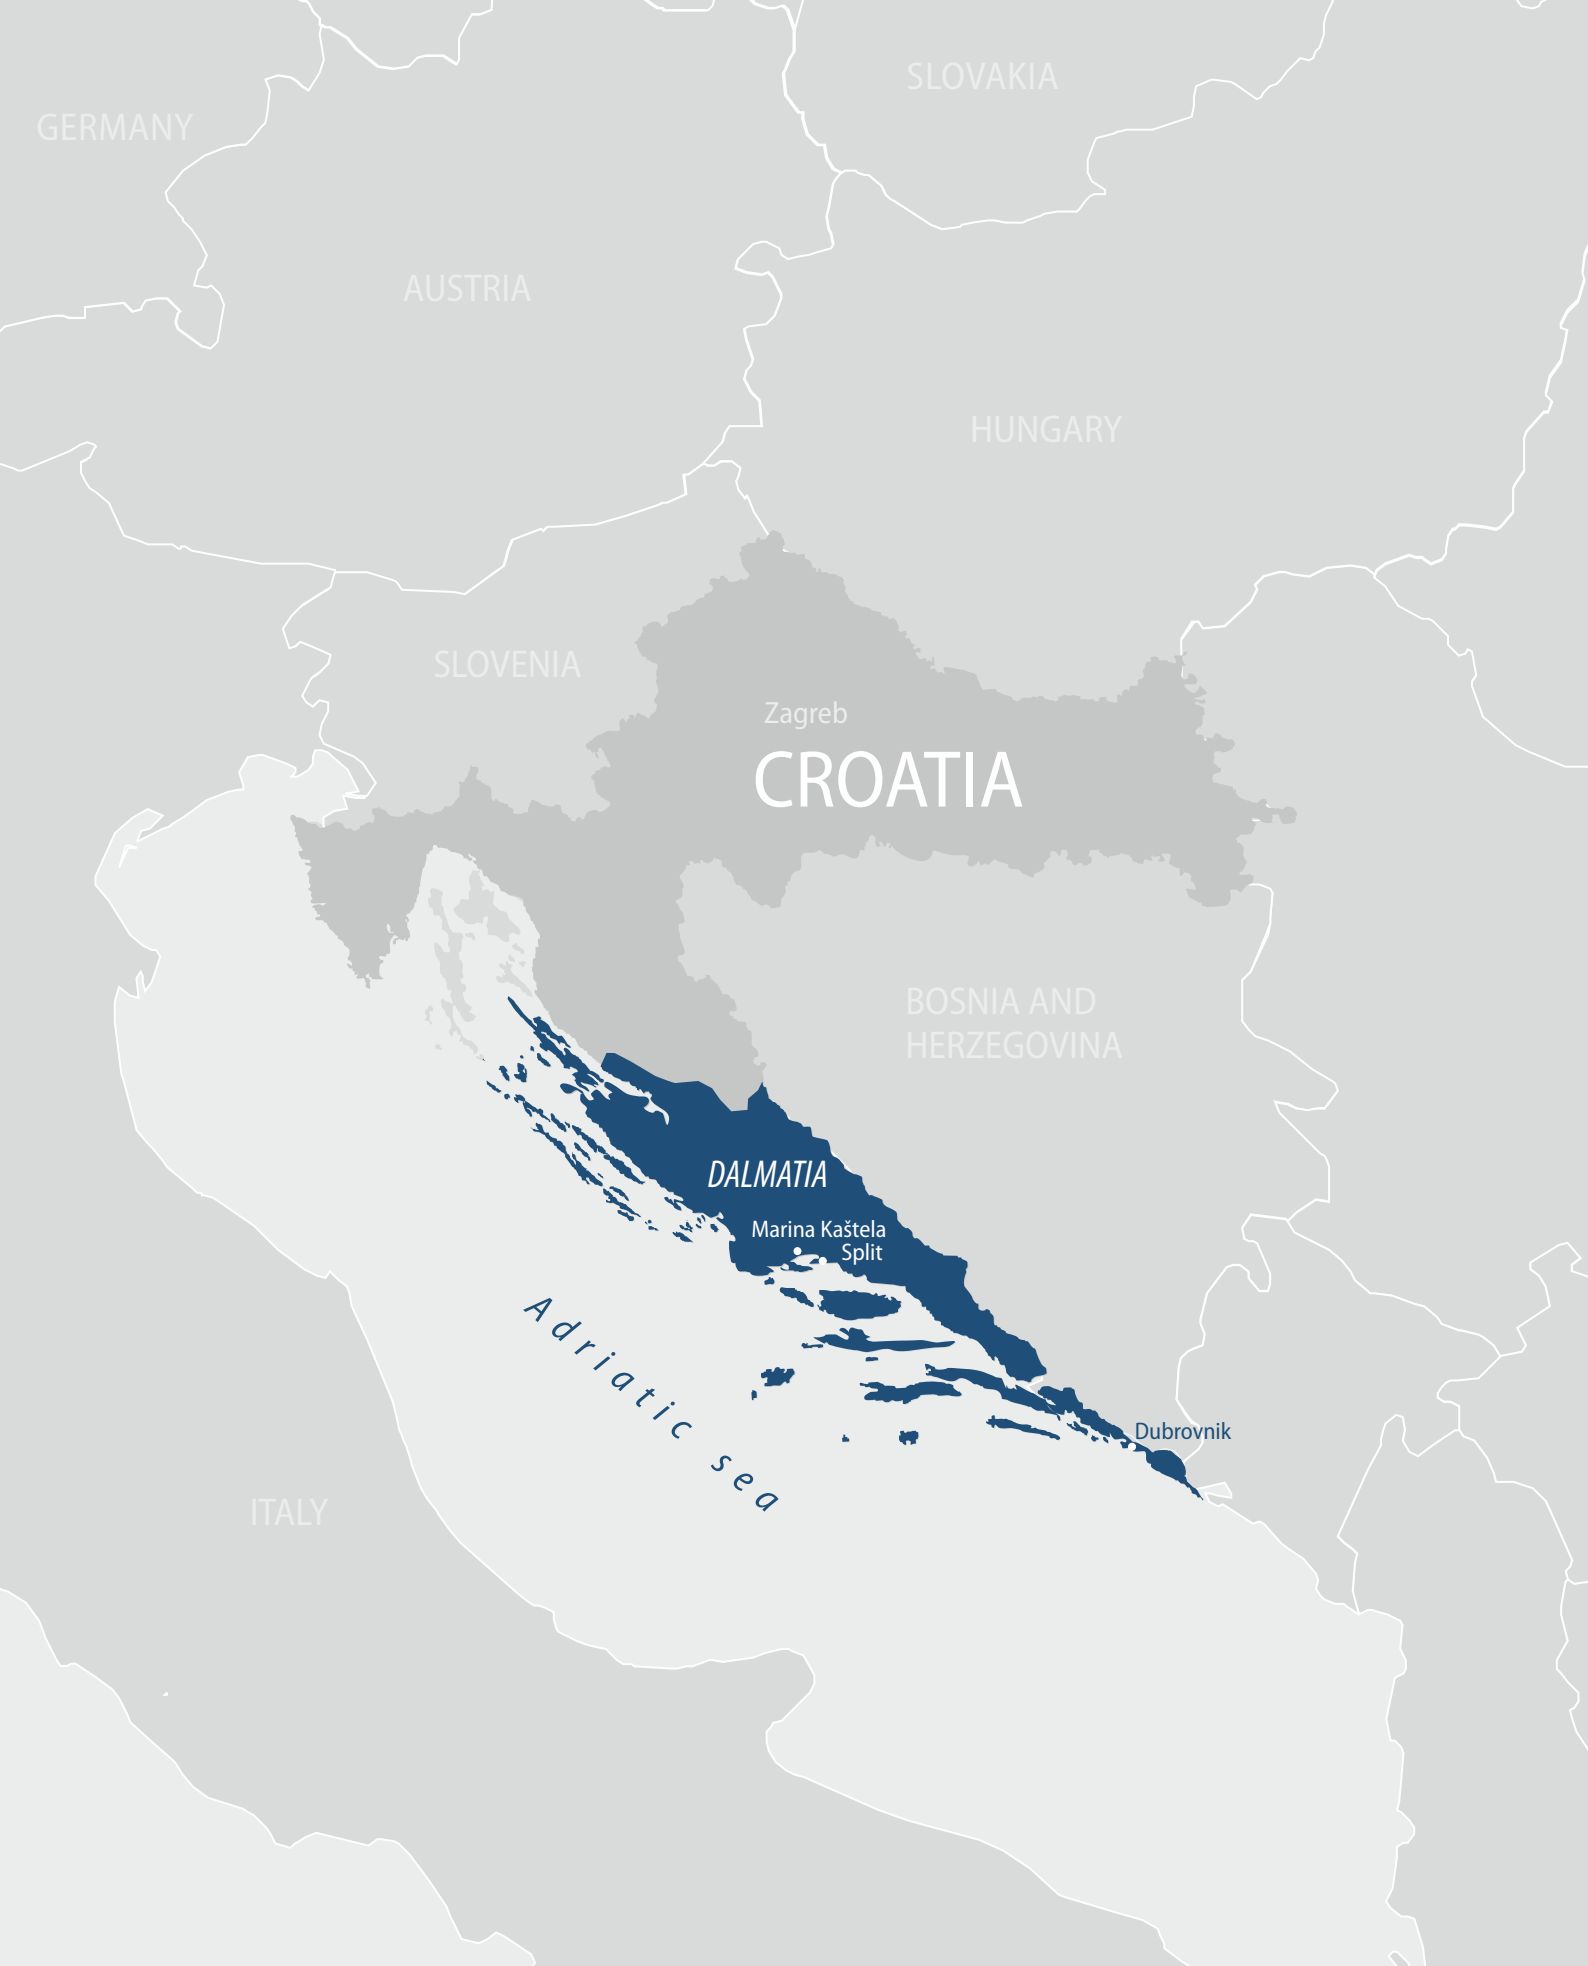 SLOVAKIA
GERMANY
AUSTRIA
HUNGARY
SLOVENIA
Zagreb
CROATIA
BOSNIA AND
HERZEGOVINA
DALMATIA
Marina Kaštela
Split
Adriatic sea
Dubrovnik
ITALY